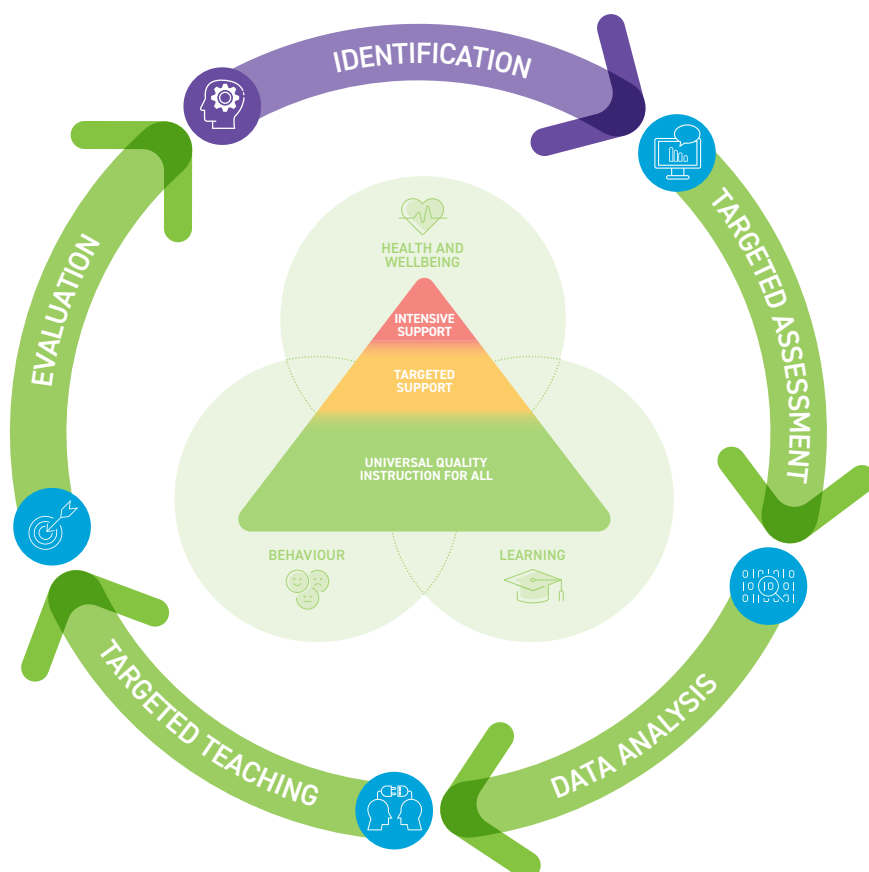 IDENTIFICATION
TARGETED ASSESSMENT
DATA ANALYSIS
TARGETED TEACHING
EVALUATION
HEALTH AND
WELLBEING
INTENSIVE
SUPPORT
TARGETED
SUPPORT
UNIVERSAL QUALITY
INSTRUCTION FOR ALL
BEHAVIOUR
LEARNING